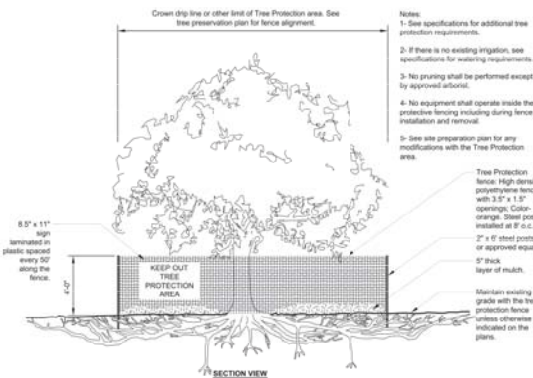 Crown drip line or other limit of Tree Protection area. See
tree preservation plan for fence alignment.
Notes:
1- See specifications for additional tree
protection requirements.
2- If there is no existing irrigation, see
specifications for watering requirements.
3- No pruning shall be performed except
by approved arborist.
4- No equipment shall operate inside the
protective fencing including during fence
installation and removal.
5- See site preparation plan for any
modifications with the Tree Protection
area.
Tree Protection
fence: High densi
polyethylene fenc
with 3.5" x 1.5"
openings; Color-
orange. Steel pos
installed at 8' o.c.
2" x 6' steel posts
or approved equa
5" thick
layer of mulch.
Maintain existing
grade with the tre
protection fence
unless otherwise
indicated on the
plans.
8.5" x 11"
sign
laminated in
plastic spaced
every 50'
along the
fence.
4'-0"
KEEP OUT
TREE
PROTECTION
AREA
SECTION VIEW